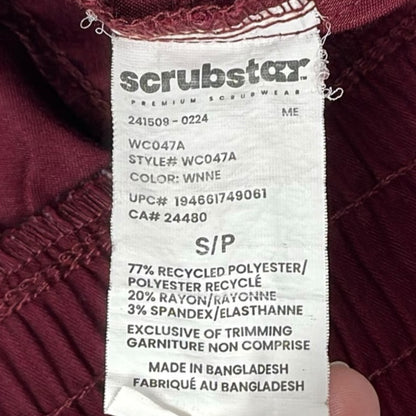 scrubstar
PREMIUM SCRUBWEAR
241509 - 0224 ME
WC047A
STYLE# WC047A
COLOR: WNNE
UPC# 194661749061
CA# 24480
S/P
77% RECYCLED POLYESTER/
POLYESTER RECYCLÉ
20% RAYON/RAYONNE
3% SPANDEX/ELASTHANNE
EXCLUSIVE OF TRIMMING
GARNITURE NON COMPRISE
MADE IN BANGLADESH
FABRIQUÉ AU BANGLADESH